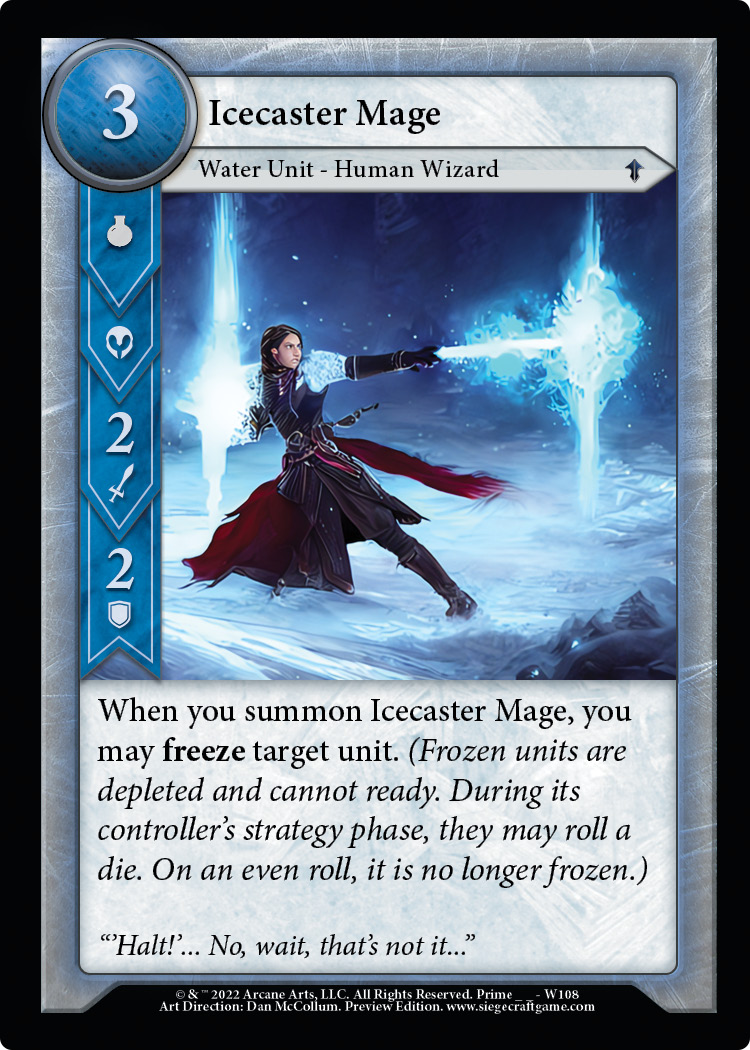 3
Icecaster Mage
Water Unit - Human Wizard
2
2
When you summon Icecaster Mage, you
may freeze target unit. (Frozen units are
depleted and cannot ready. During its
controller's strategy phase, they may roll a
die. On an even roll, it is no longer frozen.)
“’Halt!’... No, wait, that's not it...”
© & ™ 2022 Arcane Arts, LLC. All Rights Reserved. Prime _ _ - W108
Art Direction: Dan McCollum. Preview Edition. www.siegecraftgame.com